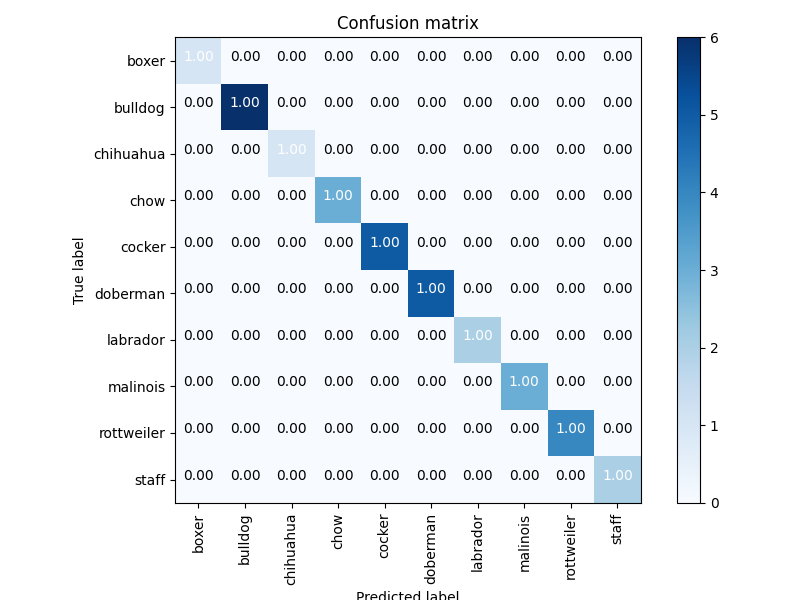 Confusion matrix
True label
boxer 1.00 0.00 0.00 0.00 0.00 0.00 0.00 0.00 0.00 0.00
bulldog 0.00 1.00 0.00 0.00 0.00 0.00 0.00 0.00 0.00 0.00
chihuahua 0.00 0.00 1.00 0.00 0.00 0.00 0.00 0.00 0.00 0.00
chow 0.00 0.00 0.00 1.00 0.00 0.00 0.00 0.00 0.00 0.00
cocker 0.00 0.00 0.00 0.00 1.00 0.00 0.00 0.00 0.00 0.00
doberman 0.00 0.00 0.00 0.00 0.00 1.00 0.00 0.00 0.00 0.00
labrador 0.00 0.00 0.00 0.00 0.00 0.00 1.00 0.00 0.00 0.00
malinois 0.00 0.00 0.00 0.00 0.00 0.00 0.00 1.00 0.00 0.00
rottweiler 0.00 0.00 0.00 0.00 0.00 0.00 0.00 0.00 1.00 0.00
staff 0.00 0.00 0.00 0.00 0.00 0.00 0.00 0.00 0.00 1.00
boxer bulldog chihuahua chow cocker doberman labrador malinois rottweiler staff
Predicted label
6
5
4
3
2
1
0